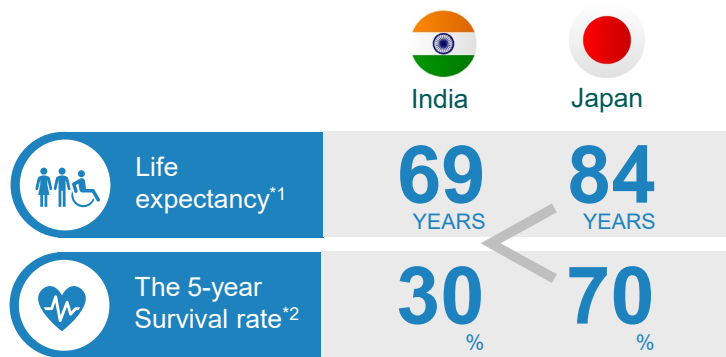 India Japan
Life expectancy*1 69 YEARS 84 YEARS
The 5-year Survival rate*2 30 % 70 %